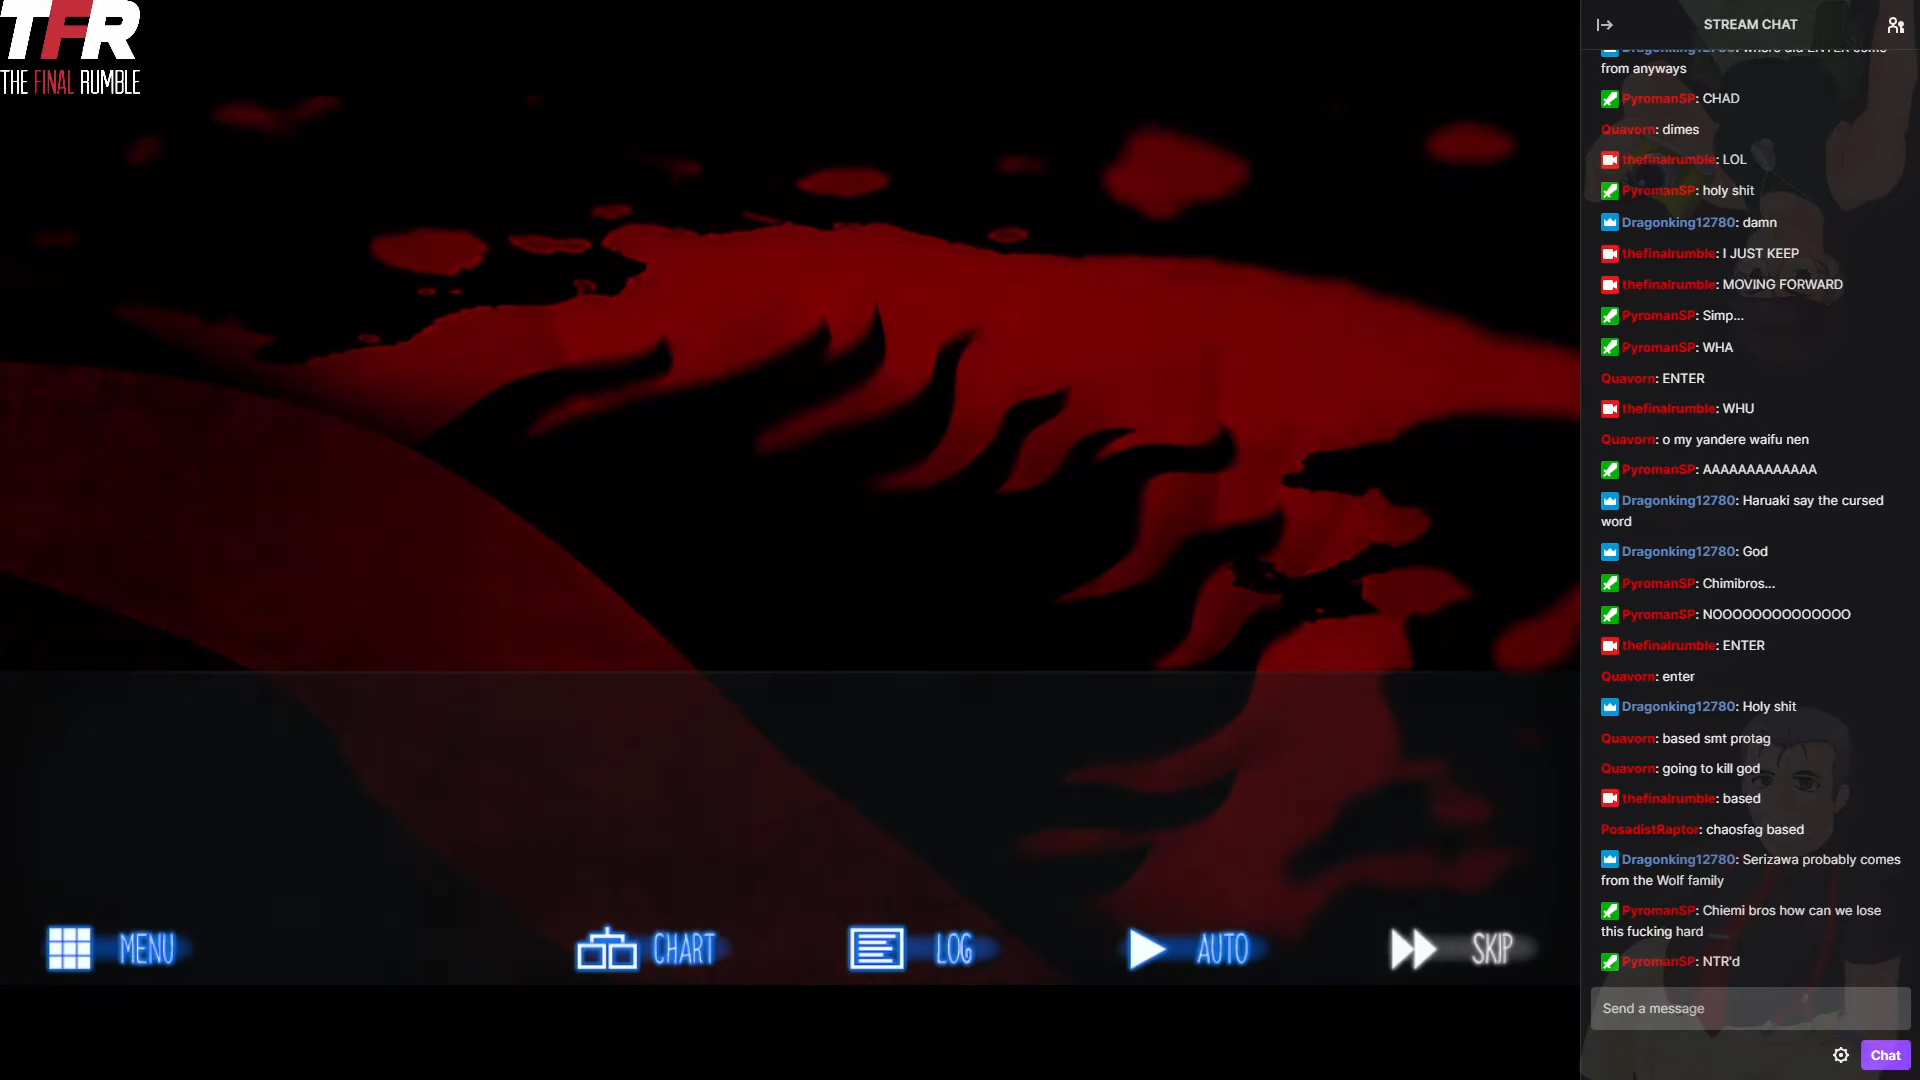 TFR
THE FINAL RUMBLE
MENU
CHART
LOG
AUTO
SKIP
STREAM CHAT
from anyways
PyromanSP: CHAD
Quavorn: dimes
thefinalrumble: LOL
PyromanSP: holy shit
Dragonking12780: damn
thefinalrumble: I JUST KEEP
thefinalrumble: MOVING FORWARD
PyromanSP: Simp...
PyromanSP: WHA
Quavorn: ENTER
thefinalrumble: WHU
Quavorn: o my yandere waifu nen
PyromanSP: AAAAAAAAAAAAA
Dragonking12780: Haruaki say the cursed
word
Dragonking12780: God
PyromanSP: Chimibros...
PyromanSP: NOOOOOOOOOOOOOO
thefinalrumble: ENTER
Quavorn: enter
Dragonking12780: Holy shit
Quavorn: based smt protag
Quavorn: going to kill god
thefinalrumble: based
PosadistRaptor: chaosfag based
Dragonking12780: Serizawa probably comes
from the Wolf family
PyromanSP: Chiemi bros how can we lose
this fucking hard
PyromanSP: NTR'd
Send a message
Chat